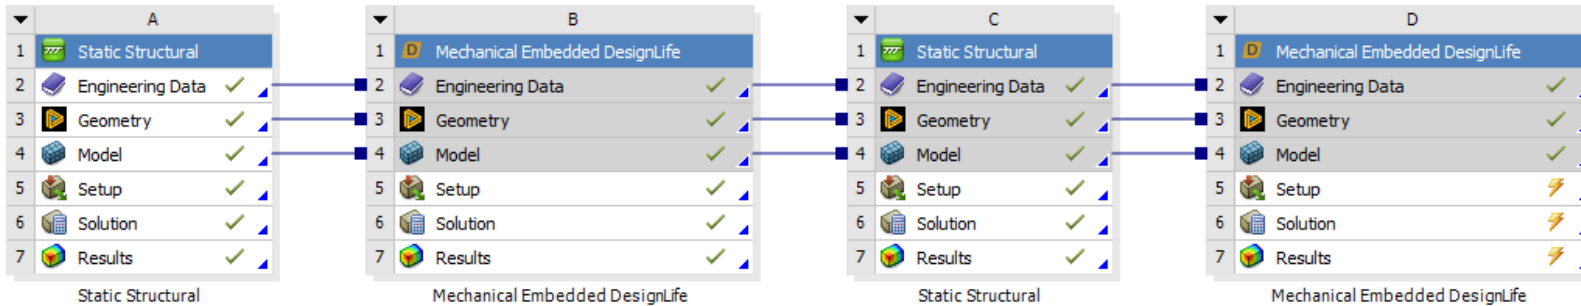 A B C D
1 Static Structural 1 Mechanical Embedded DesignLife 1 Static Structural 1 Mechanical Embedded DesignLife
2 Engineering Data 2 Engineering Data 2 Engineering Data 2 Engineering Data
3 Geometry 3 Geometry 3 Geometry 3 Geometry
4 Model 4 Model 4 Model 4 Model
5 Setup 5 Setup 5 Setup 5 Setup
6 Solution 6 Solution 6 Solution 6 Solution
7 Results 7 Results 7 Results 7 Results
Static Structural Mechanical Embedded DesignLife Static Structural Mechanical Embedded DesignLife